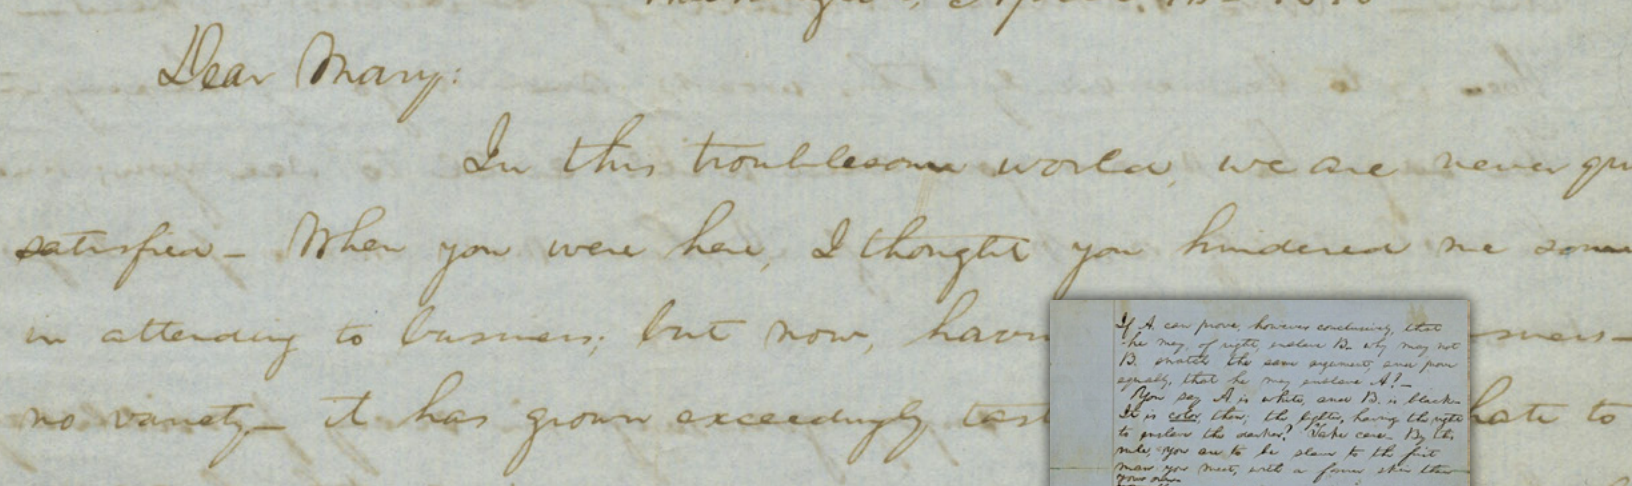 Dear Mary:
In this troublesome world, we are never
satisfied - When you were here, I thought you hindered me some
in attending to business; but now,
no variety - it has grown exceedingly
hate to
If A. can prove, however conclusively, that
he may, of right, enslave B. why may not
B. snatch the same argument, and prove
equally, that he may enslave A? -
You say A. is white, and B. is black -
It is color, then; the lighter, having the right
to enslave the darker? Take care - By this
rule, you are to be slave to the first
man you meet, with a fairer skin than
your own